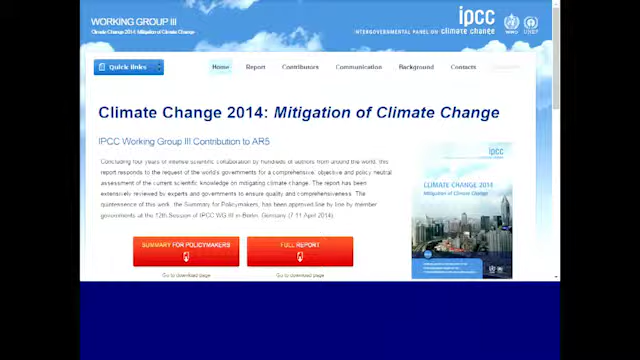 WORKING GROUP III
Climate Change 2014: Mitigation of Climate Change
ipcc
INTERGOVERNMENTAL PANEL ON climate change
WMO UNEP
Quick links
Home Report Contributors Communication Background Contacts
Climate Change 2014: Mitigation of Climate Change
IPCC Working Group III Contribution to AR5
Concluding four years of intense scientific collaboration by hundreds of authors from around the world, this
report responds to the request of the world's governments for a comprehensive, objective and policy neutral
assessment of the current scientific knowledge on mitigating climate change. The report has been
extensively reviewed by experts and governments to ensure quality and comprehensiveness. The
quintessence of this work, the Summary for Policymakers, has been approved line by line by member
governments at the 12th Session of IPCC WG III in Berlin, Germany (7-11 April 2014).
SUMMARY FOR POLICYMAKERS
Go to download page
FULL REPORT
Go to download page
ipcc
CLIMATE CHANGE 2014
Mitigation of Climate Change